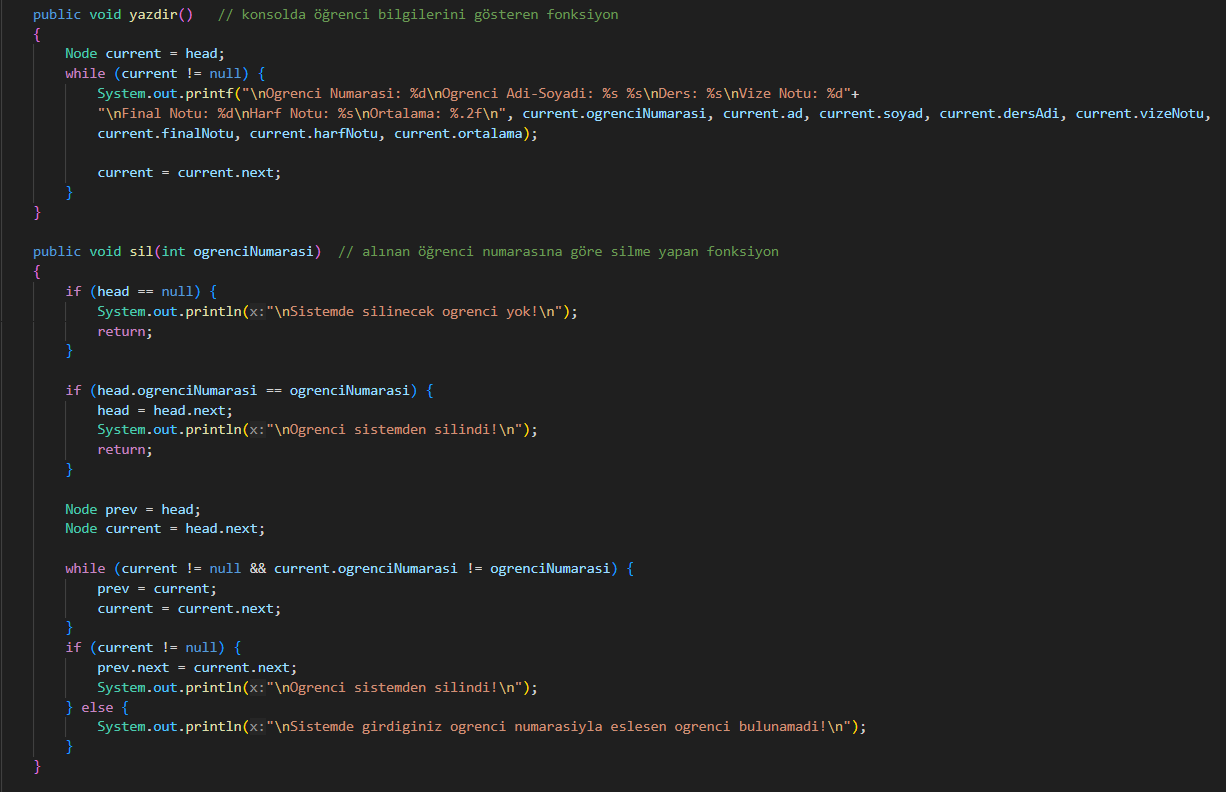 public void yazdir()   // konsolda öğrenci bilgilerini gösteren fonksiyon
{
    Node current = head;
    while (current != null) {
        System.out.printf("\nOgrenci Numarasi: %d\nOgrenci Adi-Soyadi: %s %s\nDers: %s\nVize Notu: %d"+
        "\nFinal Notu: %d\nHarf Notu: %s\nOrtalama: %.2f\n", current.ogrenciNumarasi, current.ad, current.soyad, current.dersAdi, current.vizeNotu,
        current.finalNotu, current.harfNotu, current.ortalama);

        current = current.next;
    }
}

public void sil(int ogrenciNumarasi)  // alınan öğrenci numarasına göre silme yapan fonksiyon
{
    if (head == null) {
        System.out.println(x:"\nSistemde silinecek ogrenci yok!\n");
        return;
    }

    if (head.ogrenciNumarasi == ogrenciNumarasi) {
        head = head.next;
        System.out.println(x:"\nOgrenci sistemden silindi!\n");
        return;
    }

    Node prev = head;
    Node current = head.next;

    while (current != null && current.ogrenciNumarasi != ogrenciNumarasi) {
        prev = current;
        current = current.next;
    }
    if (current != null) {
        prev.next = current.next;
        System.out.println(x:"\nOgrenci sistemden silindi!\n");
    } else {
        System.out.println(x:"\nSistemde girdiginiz ogrenci numarasiyla eslesen ogrenci bulunamadi!\n");
    }
}